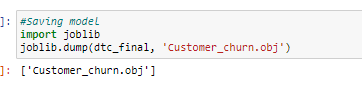 ]: #Saving model
import joblib
joblib.dump(dtc_final, 'Customer_churn.obj')
]: ['Customer_churn.obj']